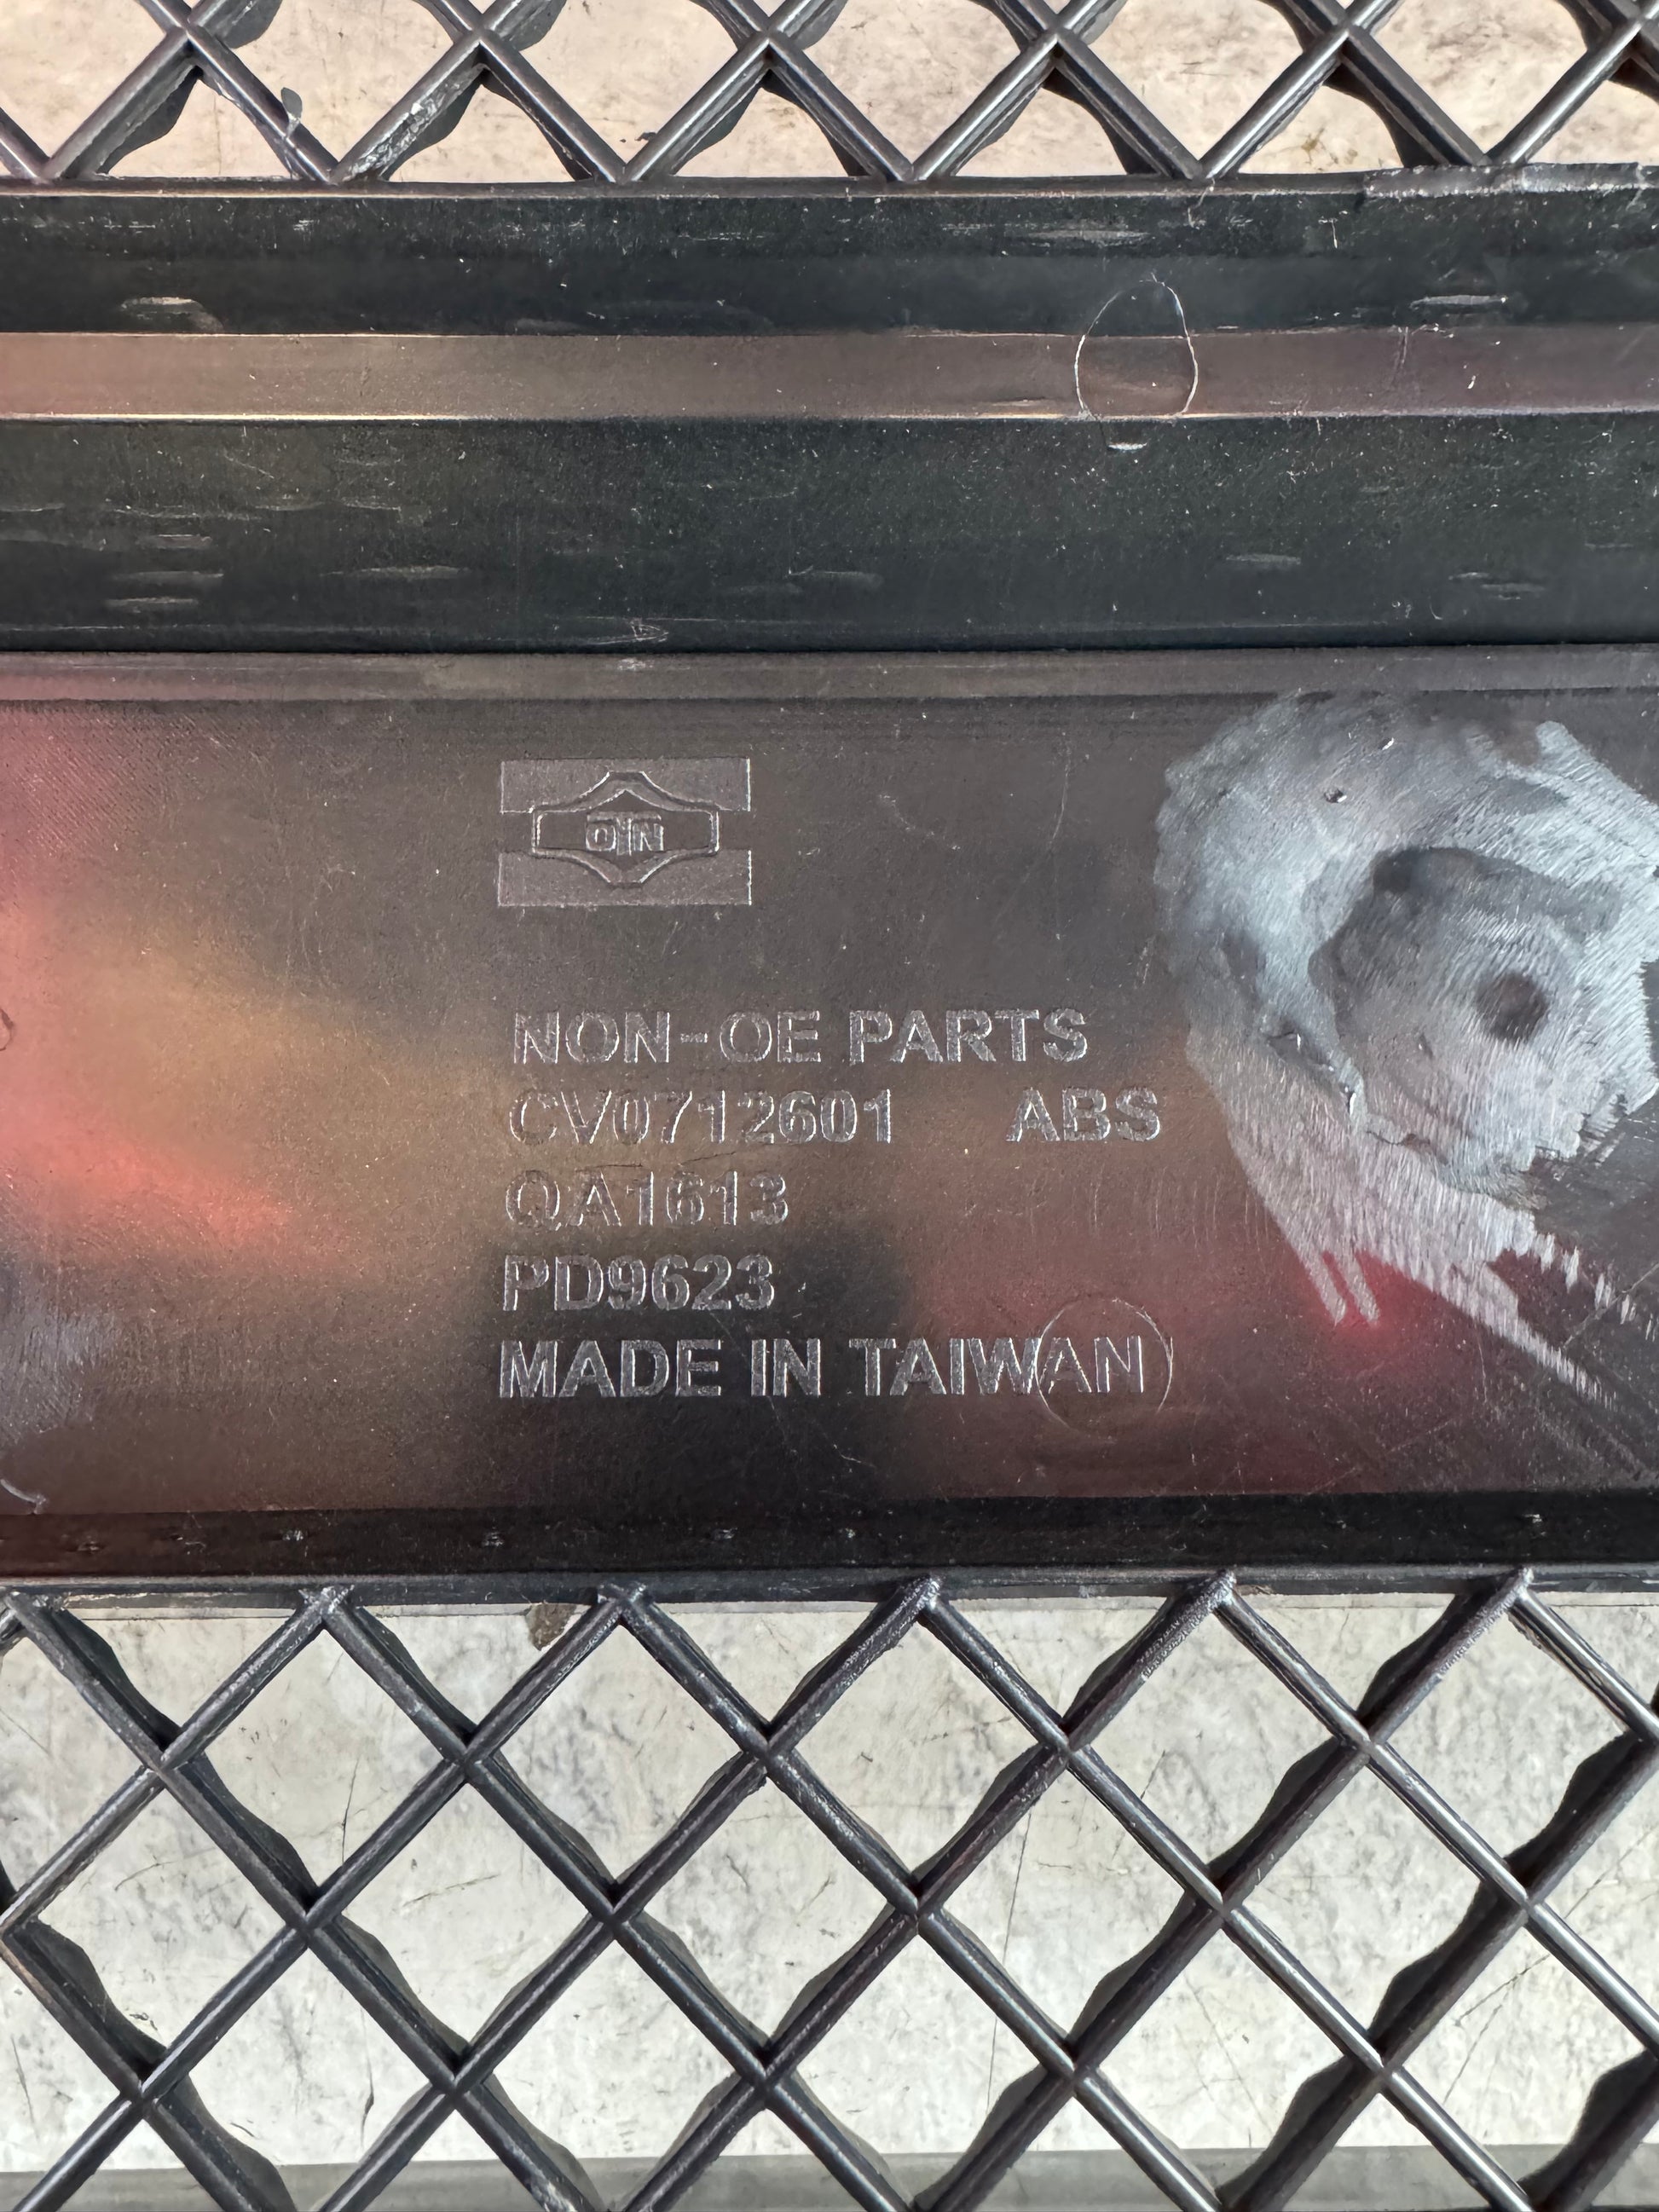 NON-OE PARTS
CV0712601 ABS
QA1613
PD9623
MADE IN TAIWAN